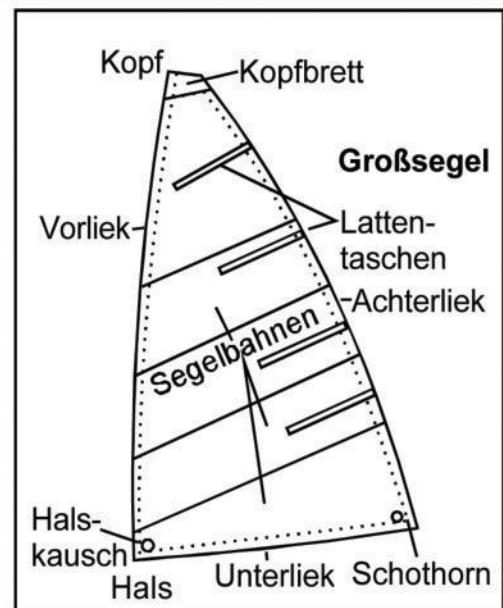 Kopf
Kopfbrett
Großsegel
Vorliek
Latten-
taschen
Achterliek
Segelbahnen
Hals-
kausch
Hals
Unterliek
Schothorn